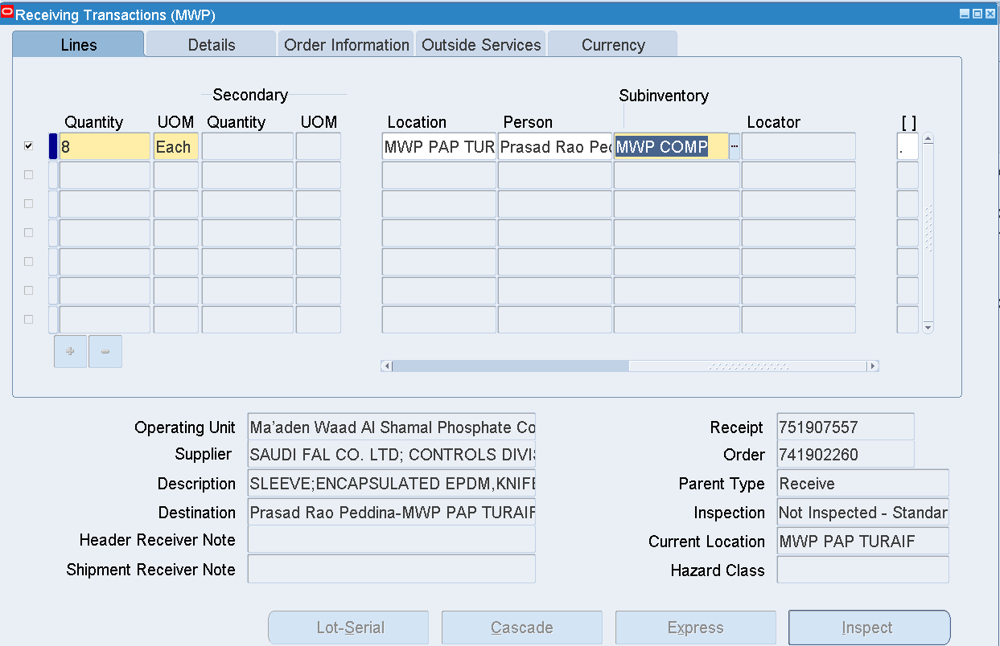 Receiving Transactions (MWP)
Lines Details Order Information Outside Services Currency
Secondary Subinventory
Quantity UOM Quantity UOM Location Person Locator [ ]
8 Each MWP PAP TUR Prasad Rao Pec MWP COMP ... .
+ -
Operating Unit Ma'aden Waad Al Shamal Phosphate Co Receipt 751907557
Supplier SAUDI FAL CO. LTD; CONTROLS DIVI Order 741902260
Description SLEEVE;ENCAPSULATED EPDM,KNIFE Parent Type Receive
Destination Prasad Rao Peddina-MWP PAP TURAIF Inspection Not Inspected - Standar
Header Receiver Note Current Location MWP PAP TURAIF
Shipment Receiver Note Hazard Class
Lot-Serial Cascade Express Inspect